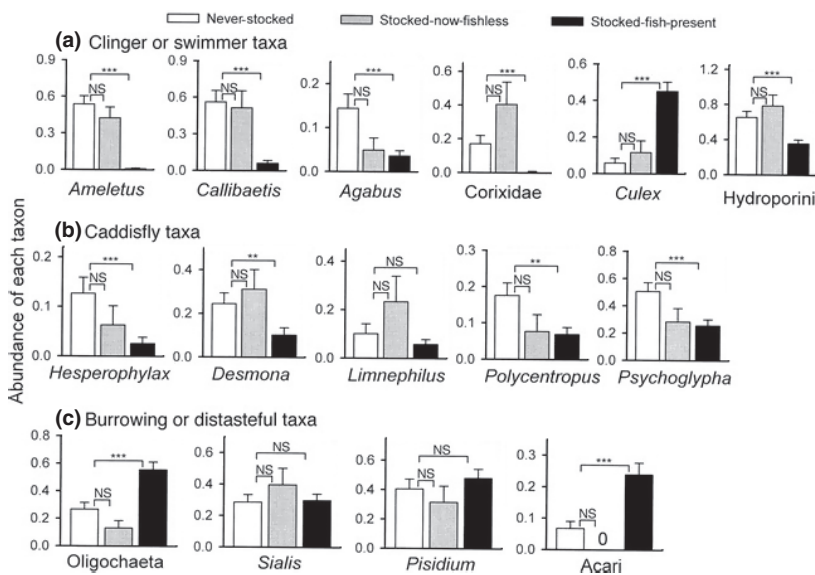 Never-stocked Stocked-now-fishless Stocked-fish-present
Abundance of each taxon
(a) Clinger or swimmer taxa
0.9 0.6 0.3 0.0 NS ***
Ameletus
0.9 0.6 0.3 0.0 NS ***
Callibaetis
0.2 0.1 0.0 NS ***
Agabus
0.6 0.4 0.2 0.0 NS ***
Corixidae
0.6 0.4 0.2 0.0 NS ***
Culex
1.2 0.8 0.4 0.0 NS ***
Hydroporini
(b) Caddisfly taxa
0.2 0.1 0.0 NS ***
Hesperophylax
0.4 0.2 0.0 NS **
Desmona
0.4 0.2 0.0 NS NS
Limnephilus
0.3 0.2 0.1 0.0 NS **
Polycentropus
0.8 0.6 0.4 0.2 0.0 NS ***
Psychoglypha
(c) Burrowing or distasteful taxa
0.8 0.6 0.4 0.2 0.0 NS ***
Oligochaeta
0.8 0.6 0.4 0.2 0.0 NS NS
Sialis
0.8 0.6 0.4 0.2 0.0 NS NS
Pisidium
0.3 0.2 0.1 0.0 NS 0 ***
Acari